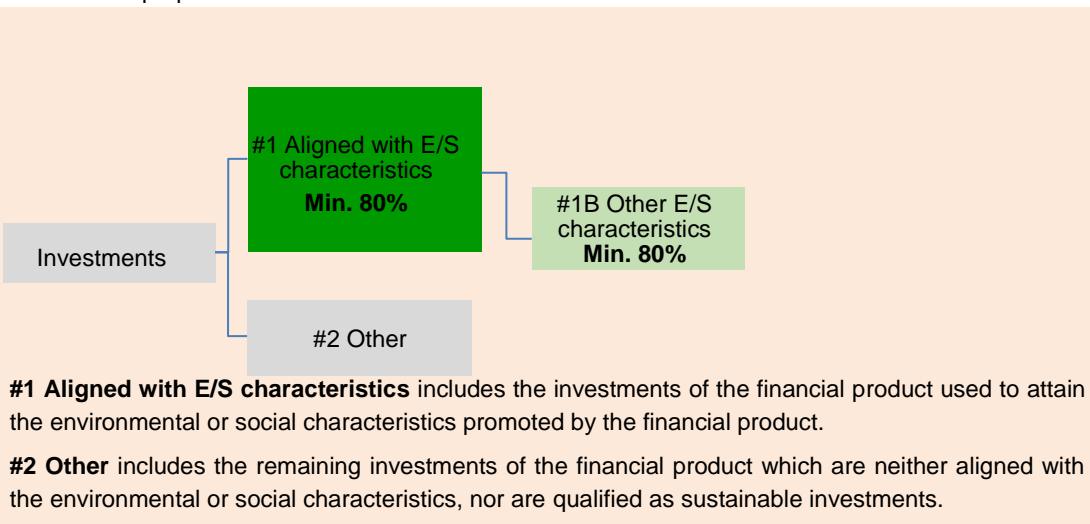 #1 Aligned with E/S
characteristics
Min. 80%
#1B Other E/S
characteristics
Min. 80%
Investments
#2 Other
#1 Aligned with E/S characteristics includes the investments of the financial product used to attain
the environmental or social characteristics promoted by the financial product.
#2 Other includes the remaining investments of the financial product which are neither aligned with
the environmental or social characteristics, nor are qualified as sustainable investments.